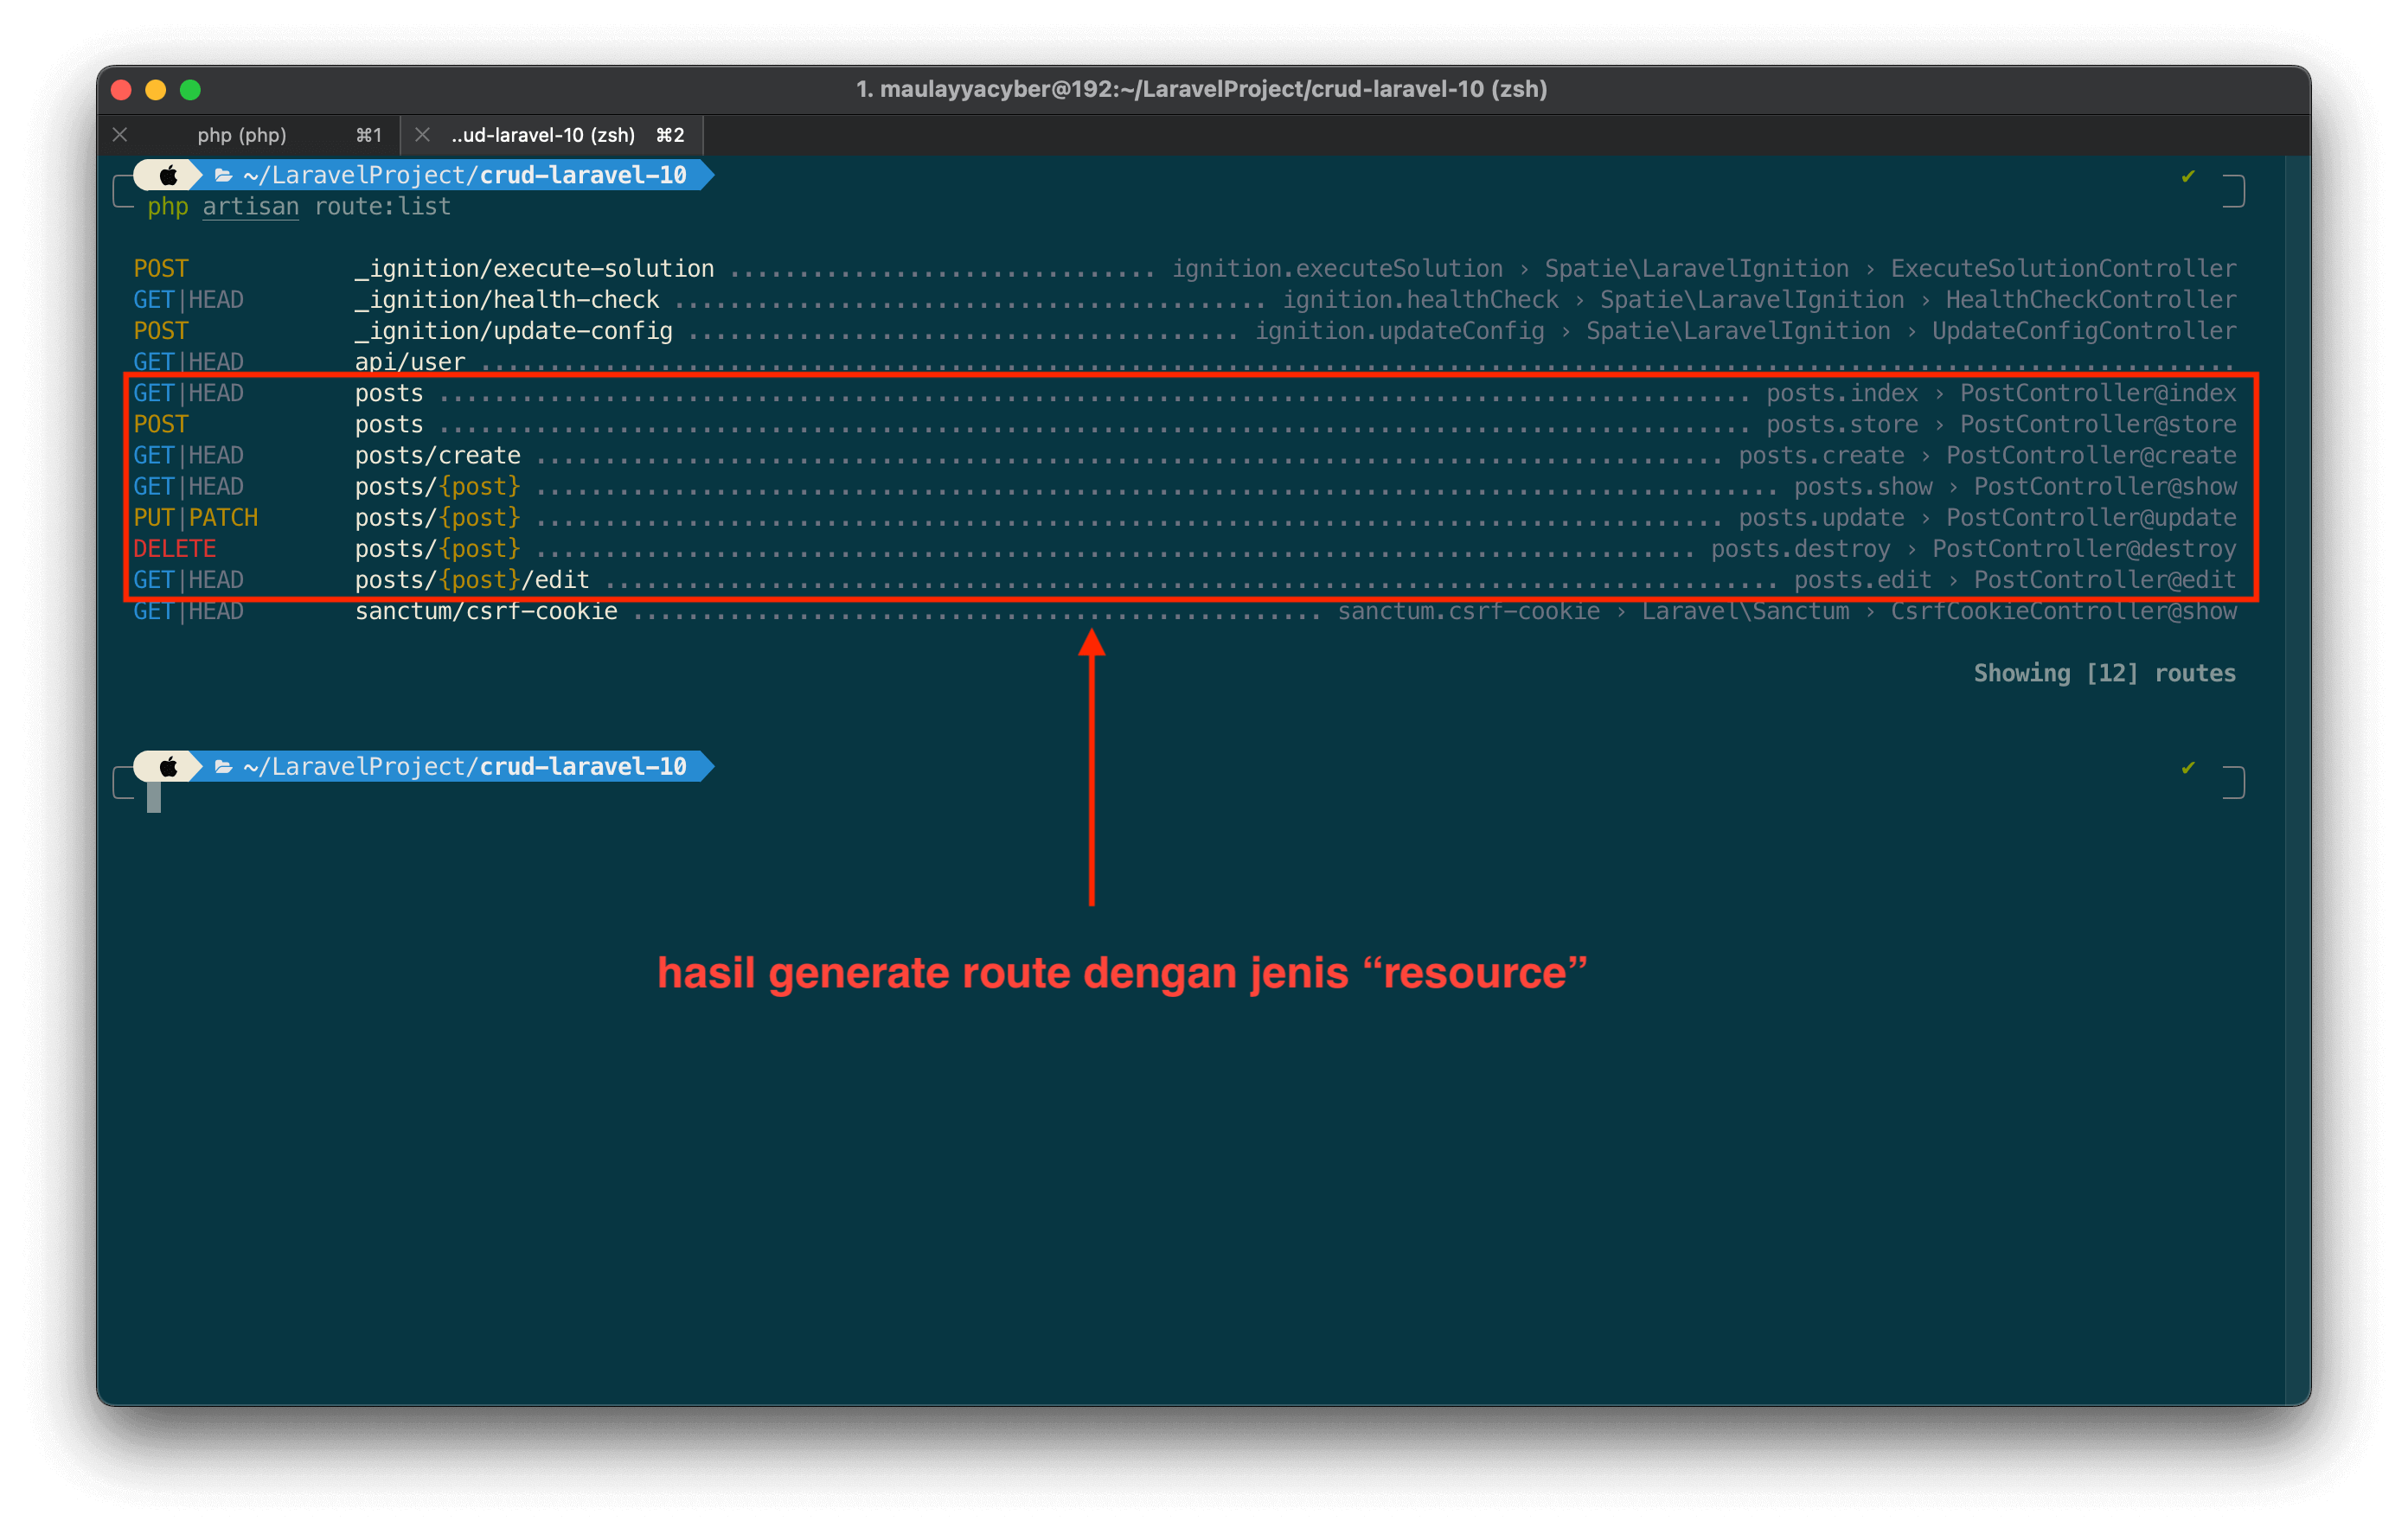 1. maulayyacyber@192:~/LaravelProject/crud-laravel-10 (zsh)
php (php) ⌘1 ..ud-laravel-10 (zsh) ⌘2
~/LaravelProject/crud-laravel-10 ✔
php artisan route:list
POST _ignition/execute-solution ............................... ignition.executeSolution › Spatie\LaravelIgnition › ExecuteSolutionController
GET|HEAD _ignition/health-check ........................................... ignition.healthCheck › Spatie\LaravelIgnition › HealthCheckController
POST _ignition/update-config ........................................ ignition.updateConfig › Spatie\LaravelIgnition › UpdateConfigController
GET|HEAD api/user ...............................................................................................................................
GET|HEAD posts ............................................................................................... posts.index › PostController@index
POST posts ............................................................................................... posts.store › PostController@store
GET|HEAD posts/create ...................................................................................... posts.create › PostController@create
GET|HEAD posts/{post} .......................................................................................... posts.show › PostController@show
PUT|PATCH posts/{post} ...................................................................................... posts.update › PostController@update
DELETE posts/{post} .................................................................................... posts.destroy › PostController@destroy
GET|HEAD posts/{post}/edit ..................................................................................... posts.edit › PostController@edit
GET|HEAD sanctum/csrf-cookie .................................................. sanctum.csrf-cookie › Laravel\Sanctum › CsrfCookieController@show
Showing [12] routes
~/LaravelProject/crud-laravel-10 ✔
hasil generate route dengan jenis “resource”